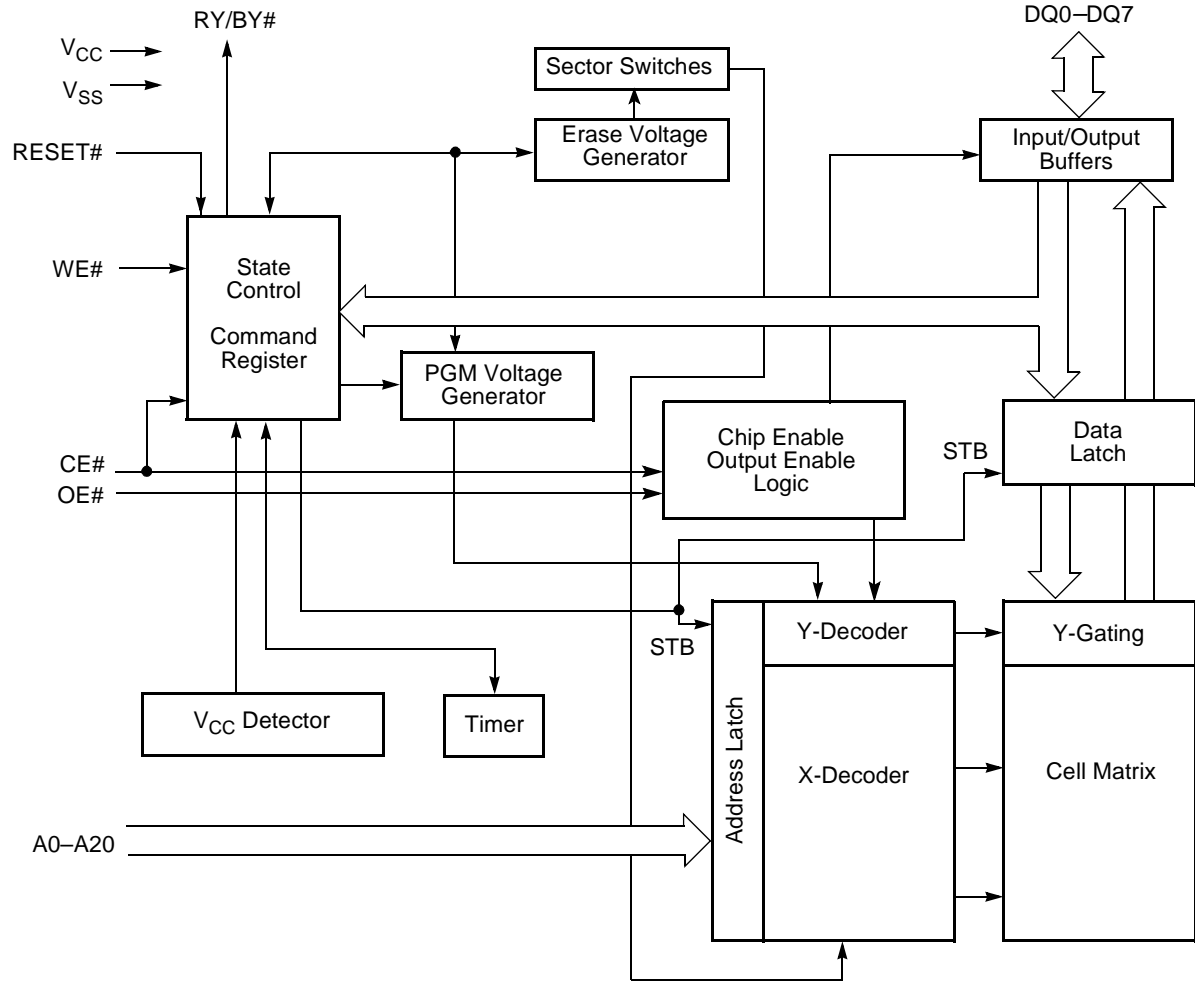 RY/BY#
DQ0–DQ7
VCC
VSS
Sector Switches
Erase Voltage
Generator
Input/Output
Buffers
RESET#
WE#
State
Control
Command
Register
PGM Voltage
Generator
Chip Enable
Output Enable
Logic
STB
Data
Latch
CE#
OE#
STB
Y-Decoder
Y-Gating
VCC Detector
Timer
Address Latch
X-Decoder
Cell Matrix
A0–A20